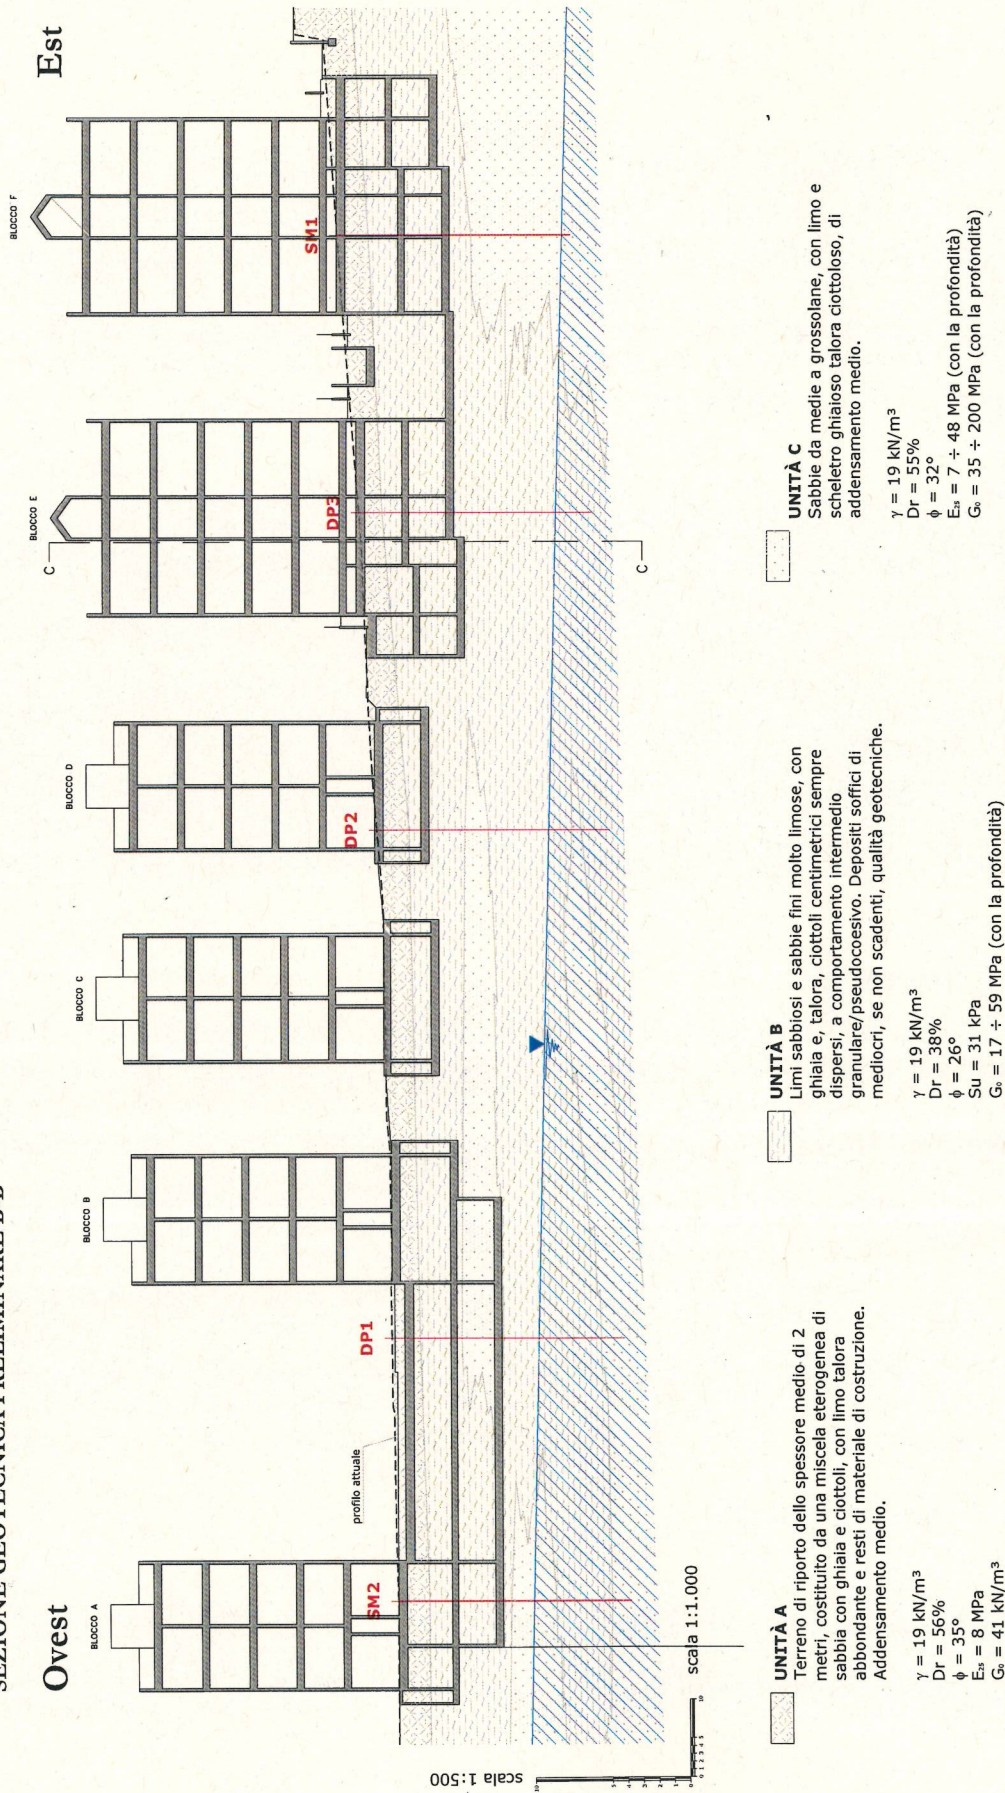 SEZIONE GEOTECNICA PRELIMINARE
Ovest
Est
BLOCCO A
BLOCCO B
BLOCCO C
BLOCCO D
BLOCCO E
BLOCCO F
C
profilo attuale
SM2
DP1
DP2
DP3
SM1
C
scala 1:500
scala 1:1.000
0 1 2 3 4 5 10
UNITÀ A
Terreno di riporto dello spessore medio di 2
metri, costituito da una miscela eterogenea di
sabbia con ghiaia e ciottoli, con limo talora
abbondante e resti di materiale di costruzione.
Addensamento medio.
γ = 19 kN/m³
Dr = 56%
ϕ = 35°
E₂₅ = 8 MPa
G₀ = 41 kN/m³
UNITÀ B
Limi sabbiosi e sabbie fini molto limose, con
ghiaia e, talora, ciottoli centimetrici sempre
dispersi, a comportamento intermedio
granulare/pseudocoesivo. Depositi soffici di
mediocri, se non scadenti, qualità geotecniche.
γ = 19 kN/m³
Dr = 38%
ϕ = 26°
Su = 31 kPa
G₀ = 17 ÷ 59 MPa (con la profondità)
UNITÀ C
Sabbie da medie a grossolane, con limo e
scheletro ghiaioso talora ciottoloso, di
addensamento medio.
γ = 19 kN/m³
Dr = 55%
ϕ = 32°
E₂₅ = 7 ÷ 48 MPa (con la profondità)
G₀ = 35 ÷ 200 MPa (con la profondità)